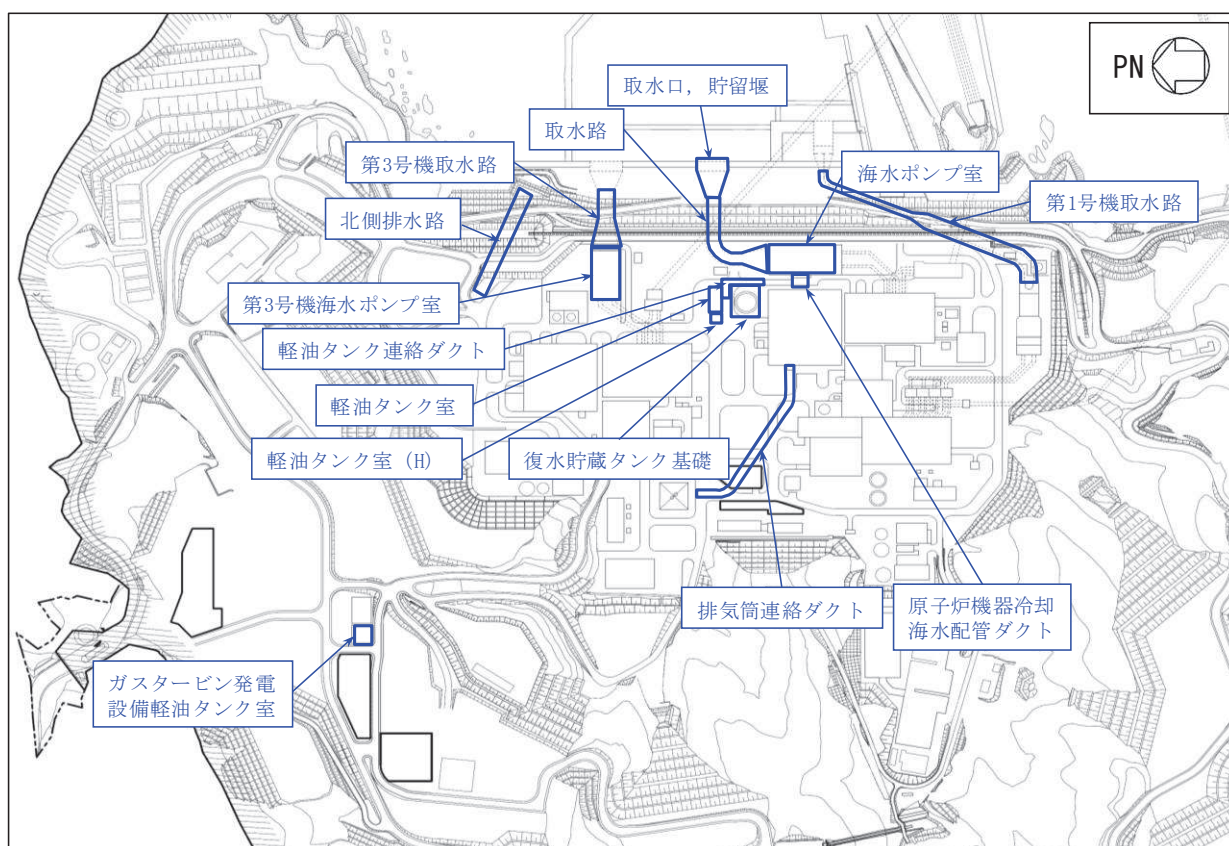 PN
取水口，貯留堰
取水路
第3号機取水路
海水ポンプ室
北側排水路
第1号機取水路
第3号機海水ポンプ室
軽油タンク連絡ダクト
軽油タンク室
軽油タンク室 (H)
復水貯蔵タンク基礎
排気筒連絡ダクト
原子炉機器冷却
海水配管ダクト
ガスタービン発電
設備軽油タンク室